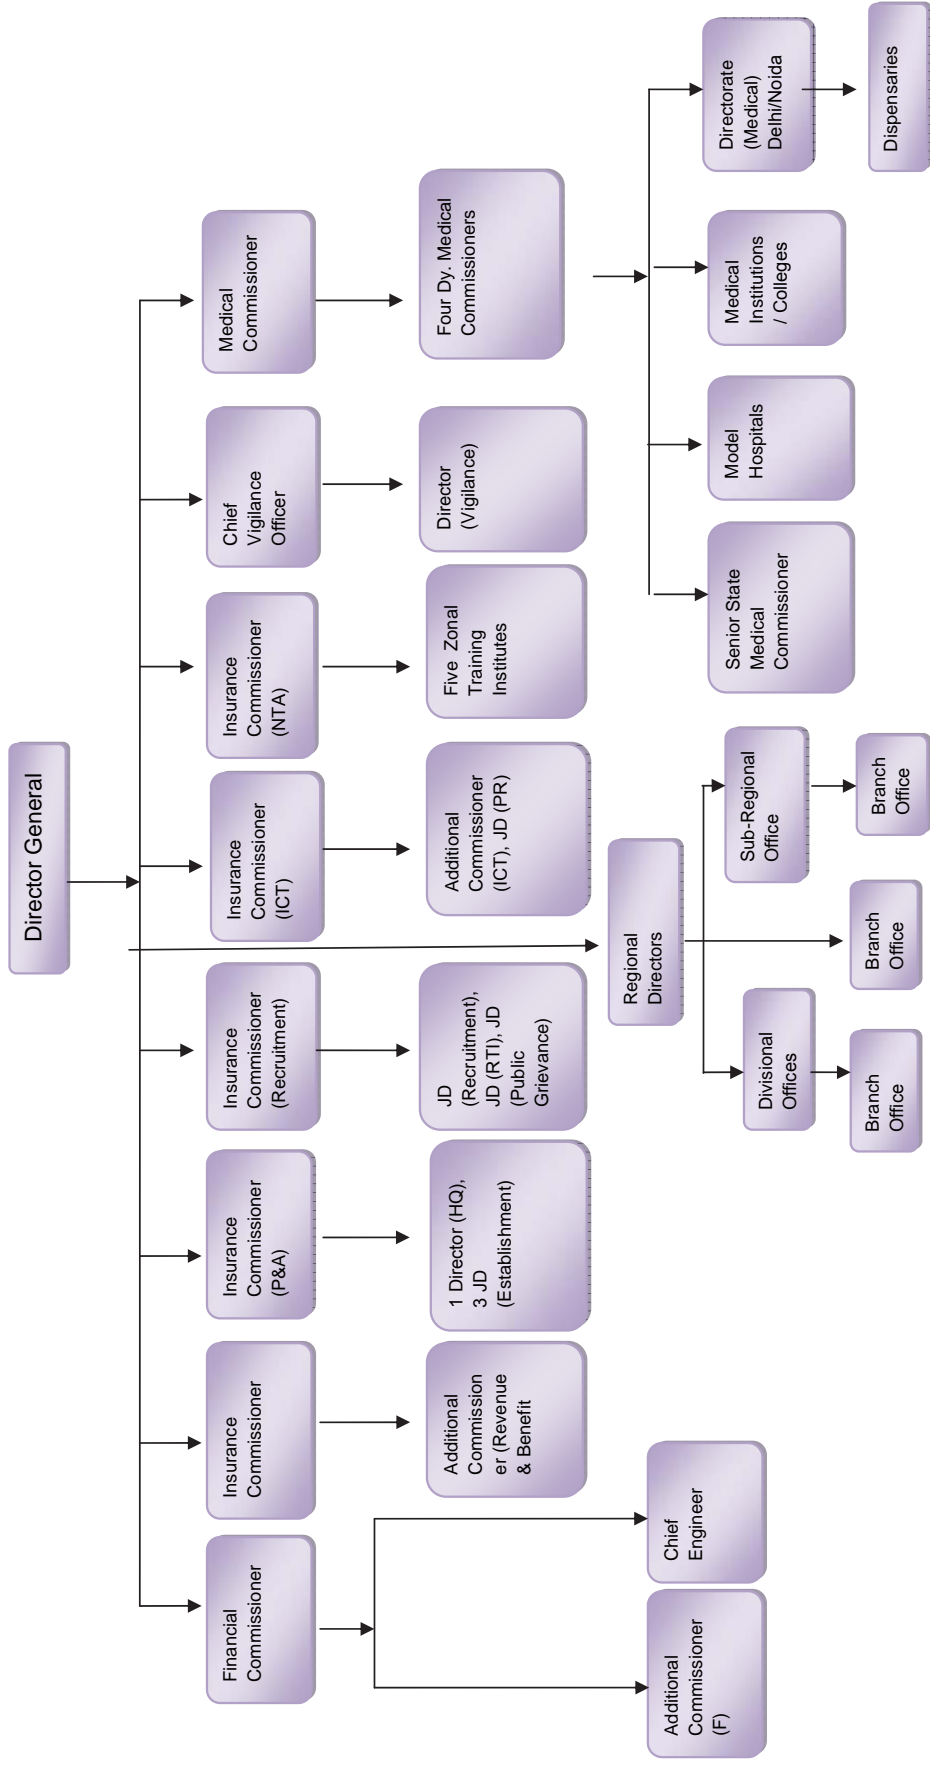 Director General
Financial
Commissioner
Insurance
Commissioner
Insurance
Commissioner
(P&A)
Insurance
Commissioner
(Recruitment)
Insurance
Commissioner
(ICT)
Insurance
Commissioner
(NTA)
Chief
Vigilance
Officer
Medical
Commissioner
Additional
Commission
er (Revenue
& Benefit
1 Director (HQ),
3 JD
(Establishment)
JD
(Recruitment),
JD (RTI), JD
(Public
Grievance)
Additional
Commissioner
(ICT), JD (PR)
Five Zonal
Training
Institutes
Director
(Vigilance)
Four Dy. Medical
Commissioners
Additional
Commissioner
(F)
Chief
Engineer
Regional
Directors
Divisional
Offices
Sub-Regional
Office
Branch
Office
Branch
Office
Branch
Office
Senior State
Medical
Commissioner
Model
Hospitals
Medical
Institutions
/ Colleges
Directorate
(Medical)
Delhi/Noida
Dispensaries